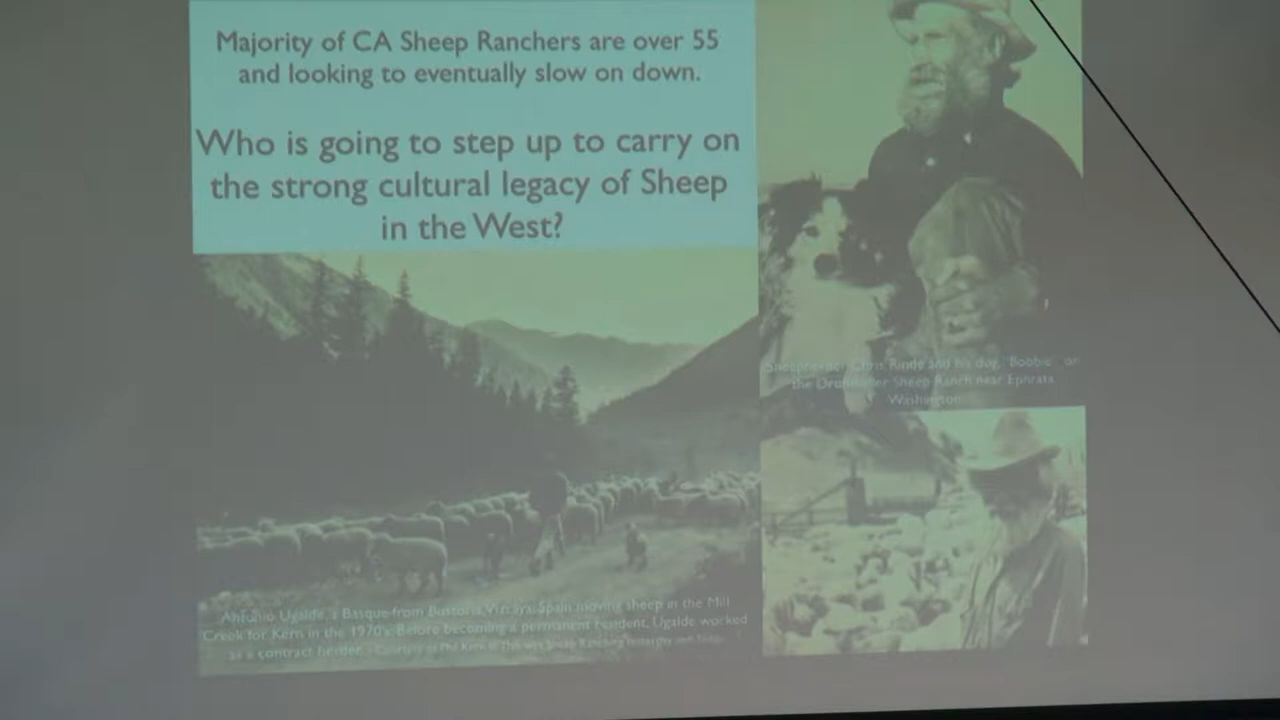 Majority of CA Sheep Ranchers are over 55
and looking to eventually slow on down.
Who is going to step up to carry on
the strong cultural legacy of Sheep
in the West?
Sheepherder Chris Rinde and his dog, "Bobbie" on
the Drumheller Sheep Ranch near Ephrata
Washington
Antonio Ugalde, a Basque from Vizcaya Spain moving sheep in the Mill
Creek for Kern in the 1970's. Before becoming a permanent resident, Ugalde worked
as a contract herder.